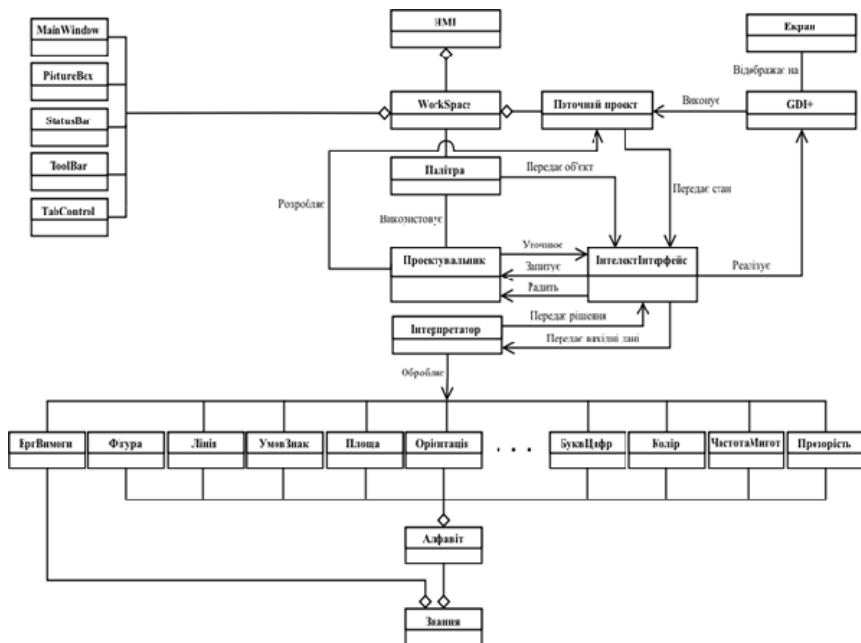 MainWindow
HMI
Екран
PictureBox
Відображає на
WorkSpace
Поточний проект
Виконує
GDI+
StatusBar
ToolBar
Палітра
Передає об'єкт
Передає стан
Розробляє
TabControl
Використовує
Проектувальник
Уточнює
Запитує
Радить
ІнтелектІнтерфейс
Реалізує
Інтерпретатор
Передає рішення
Передає вихідні дані
Обробляє
ЕргВимоги
Фігура
Лінія
УмовЗнак
Площа
Орієнтація
. . .
БуквЦифр
Колір
ЧастотаМигот
Прозорість
Алфавіт
Знання